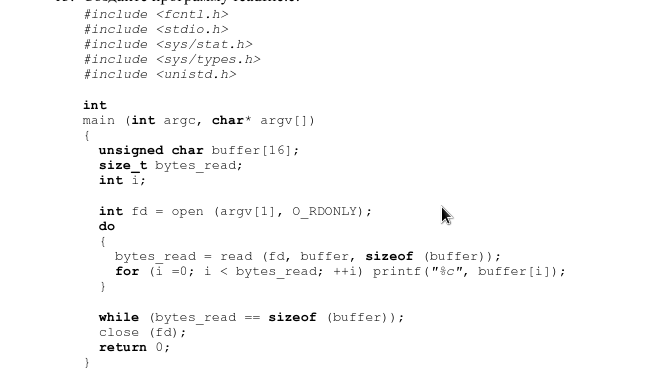 #include <fcntl.h>
#include <stdio.h>
#include <sys/stat.h>
#include <sys/types.h>
#include <unistd.h>
int
main (int argc, char* argv[])
{
unsigned char buffer[16];
size_t bytes_read;
int i;
int fd = open (argv[1], O_RDONLY);
do
{
bytes_read = read (fd, buffer, sizeof (buffer));
for (i =0; i < bytes_read; ++i) printf("%c", buffer[i]);
}
while (bytes_read == sizeof (buffer));
close (fd);
return 0;
}